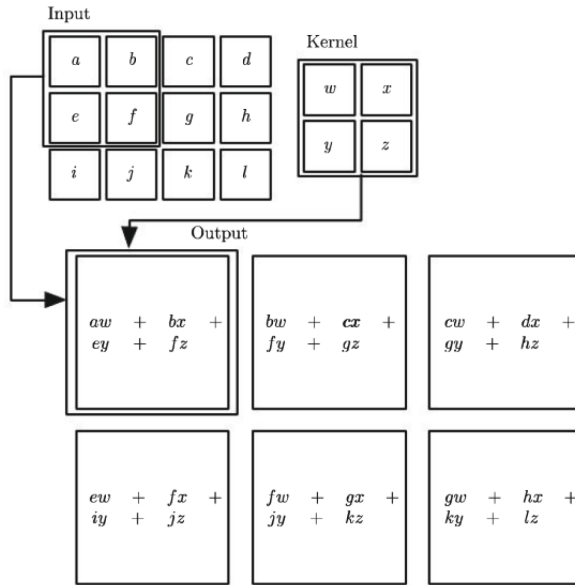 Input
a b c d
Kernel
w x
e f g h
y z
i j k l
Output
aw + bx +
ey + fz
bw + cx +
fy + gz
cw + dx +
gy + hz
ew + fx +
iy + jz
fw + gx +
jy + kz
gw + hx +
ky + lz